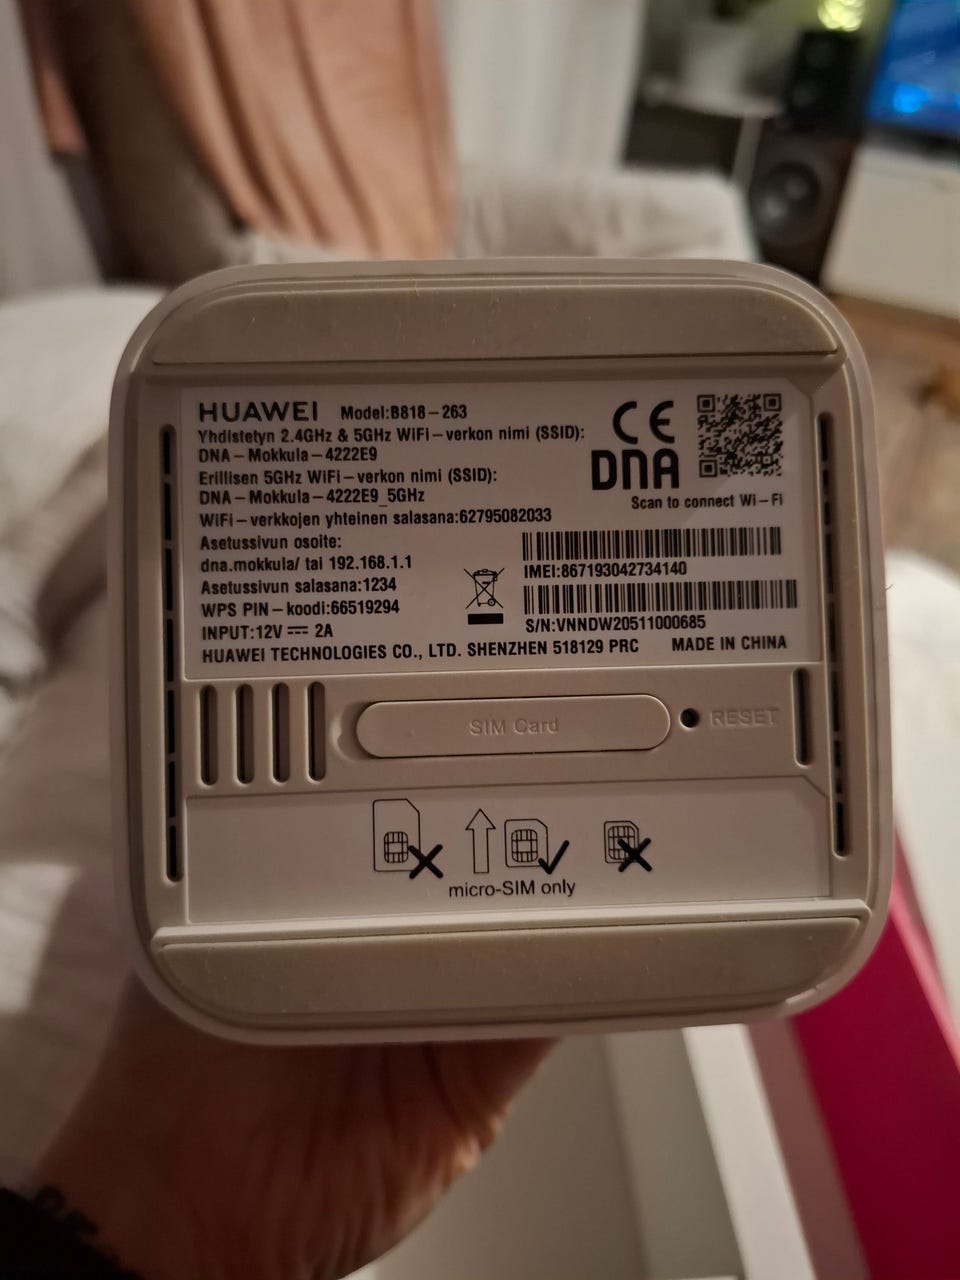 HUAWEI Model:B818-263
Yhdistetyn 2.4GHz & 5GHz WiFi-verkon nimi (SSID):
DNA-Mokkula-4222E9
Erillisen 5GHz WiFi-verkon nimi (SSID):
DNA-Mokkula-4222E9_5GHz
WiFi-verkkojen yhteinen salasana:62795082033
Asetussivun osoite:
dna.mokkula/ tai 192.168.1.1
Asetussivun salasana:1234
WPS PIN-koodi:66519294
INPUT:12V ⎓ 2A
HUAWEI TECHNOLOGIES CO., LTD. SHENZHEN 518129 PRC MADE IN CHINA
CE
DNA
Scan to connect Wi-Fi
IMEI:867193042734140
S/N:VNNDW20511000685
SIM Card
RESET
micro-SIM only